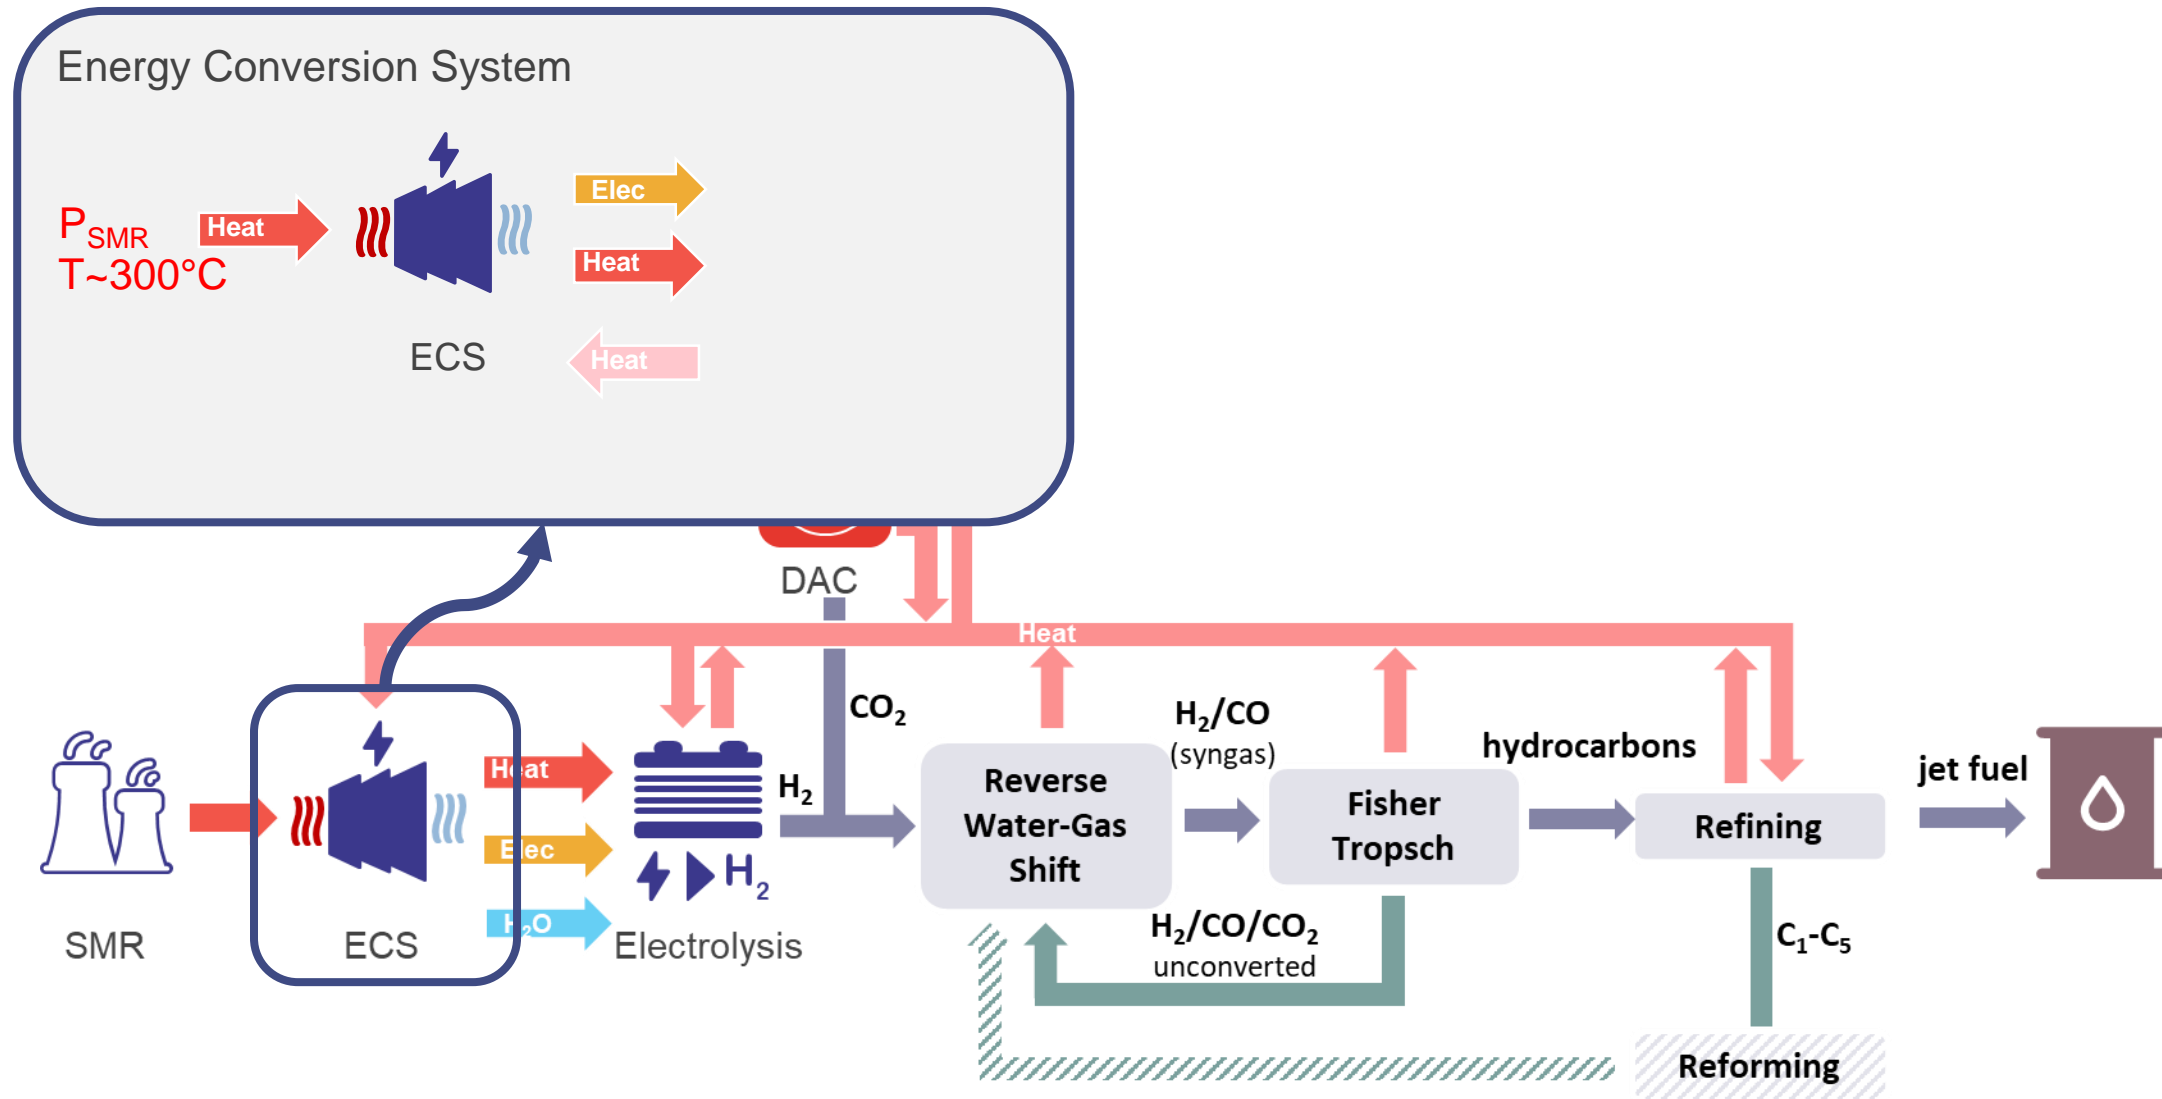 Energy Conversion System
P_SMR
T~300°C
Heat
ECS
Elec
Heat
Heat
DAC
Heat
CO₂
SMR
ECS
Heat
Elec
H₂O
H₂
Electrolysis
H₂
Reverse
Water-Gas
Shift
H₂/CO
(syngas)
Fisher
Tropsch
H₂/CO/CO₂
unconverted
hydrocarbons
Refining
C₁-C₅
Reforming
jet fuel